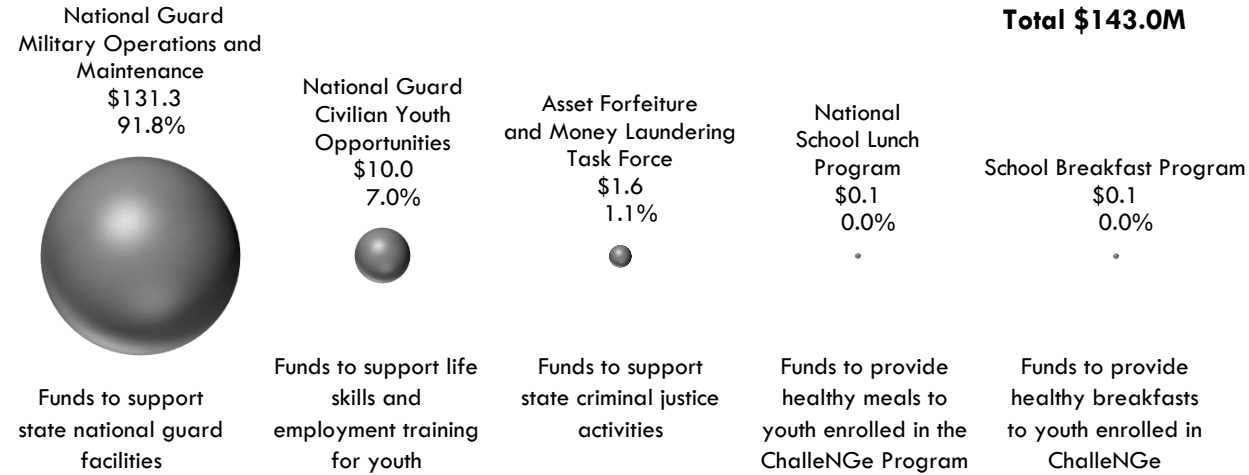 Total $143.0M
National Guard
Military Operations and
Maintenance
$131.3
91.8%
National Guard
Civilian Youth
Opportunities
$10.0
7.0%
Asset Forfeiture
and Money Laundering
Task Force
$1.6
1.1%
National
School Lunch
Program
$0.1
0.0%
School Breakfast Program
$0.1
0.0%
Funds to support
state national guard
facilities
Funds to support life
skills and
employment training
for youth
Funds to support
state criminal justice
activities
Funds to provide
healthy meals to
youth enrolled in the
ChalleNGe Program
Funds to provide
healthy breakfasts
to youth enrolled in
ChalleNGe